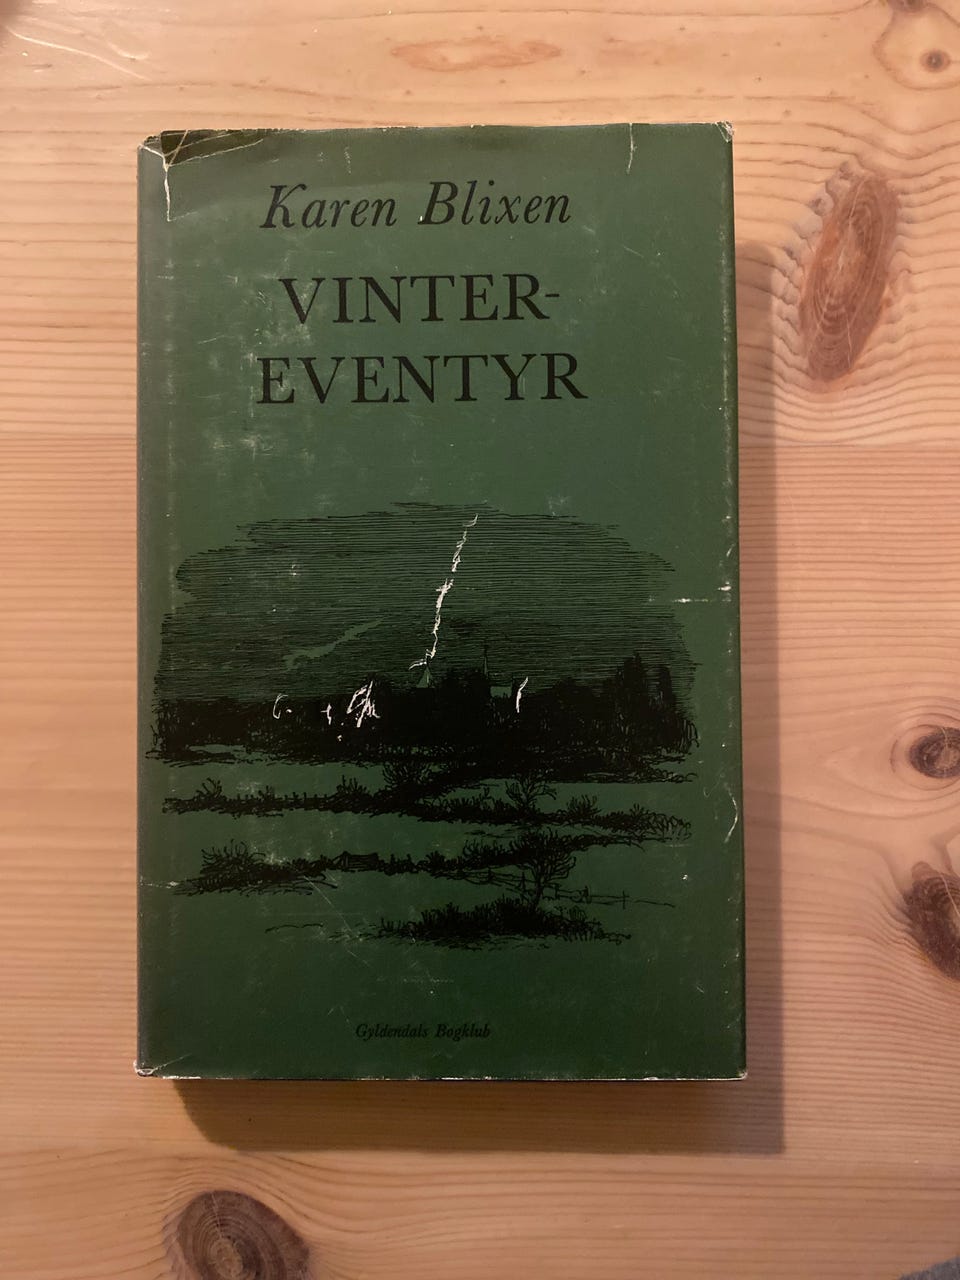 Karen Blixen
VINTER-
EVENTYR
Gyldendals Bogklub